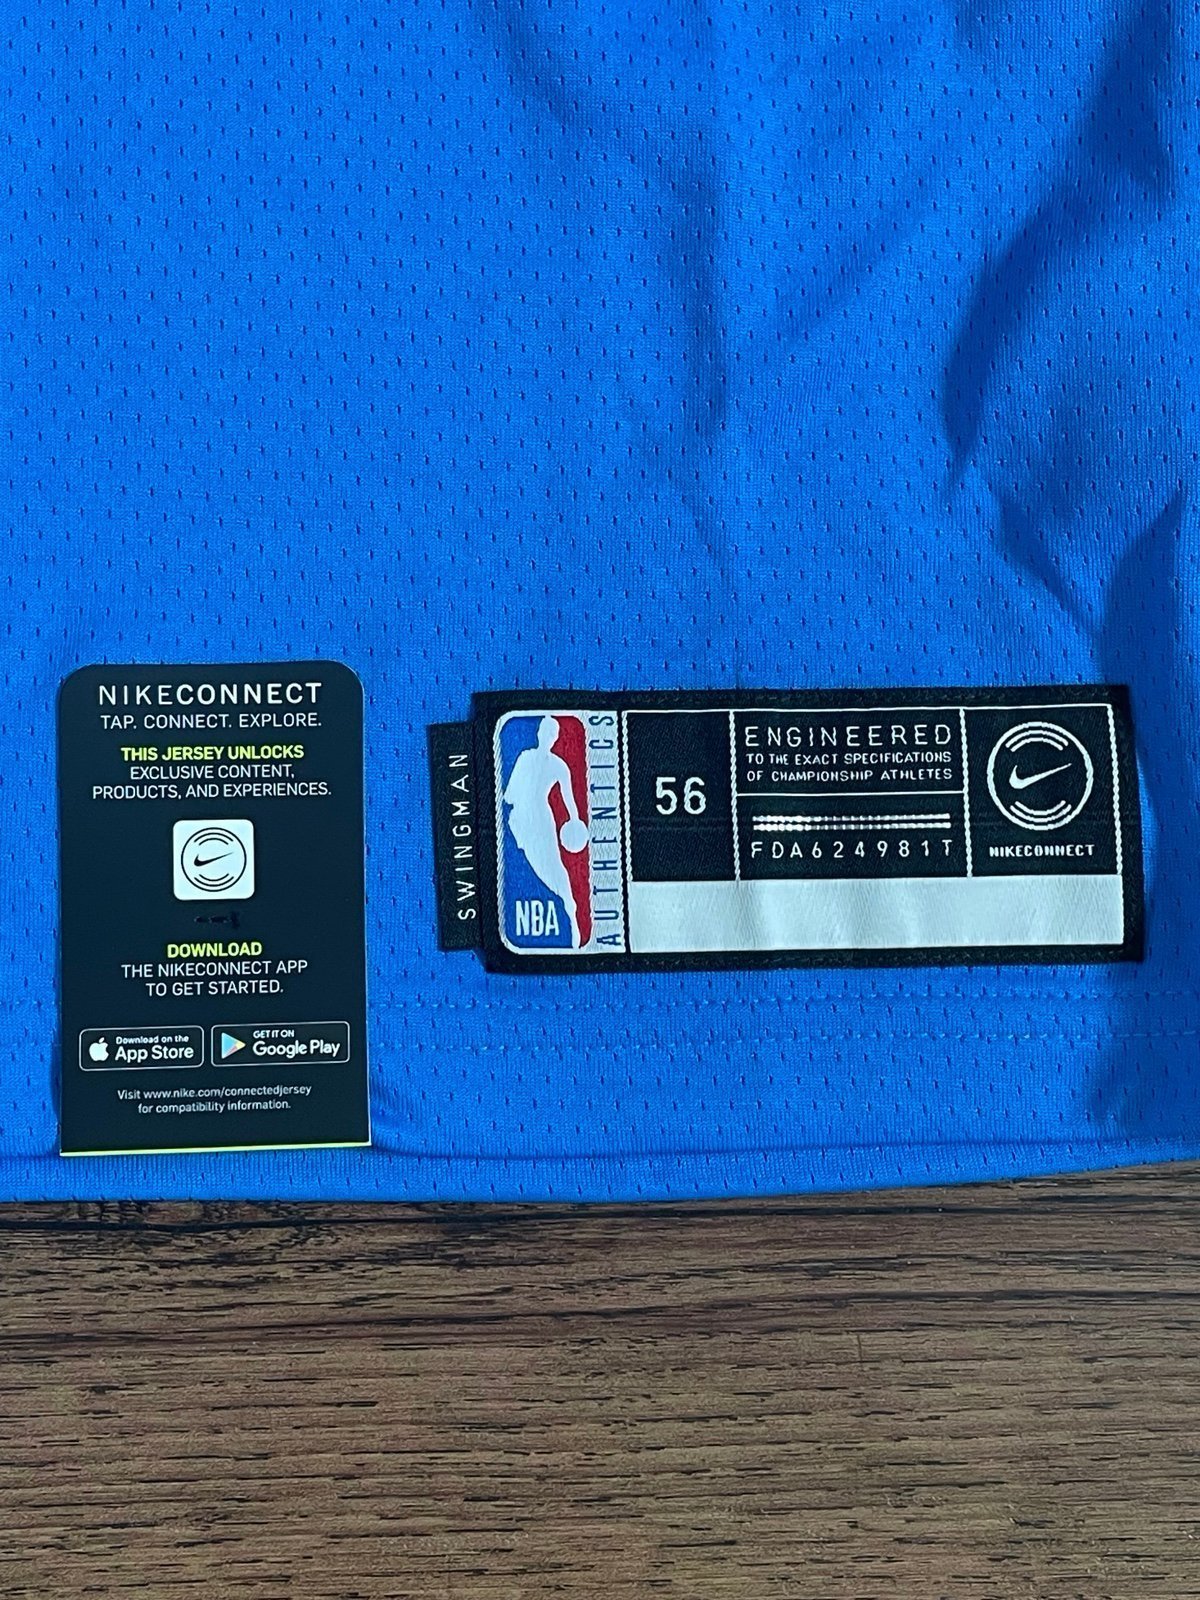 NIKECONNECT
TAP. CONNECT. EXPLORE.
THIS JERSEY UNLOCKS
EXCLUSIVE CONTENT,
PRODUCTS, AND EXPERIENCES.
DOWNLOAD
THE NIKECONNECT APP
TO GET STARTED.
Download on the
App Store
GET IT ON
Google Play
Visit www.nike.com/connectedjersey
for compatibility information.
SWINGMAN
NBA
AUTHENTICS
56
ENGINEERED
TO THE EXACT SPECIFICATIONS
OF CHAMPIONSHIP ATHLETES
FDA624981T
NIKECONNECT